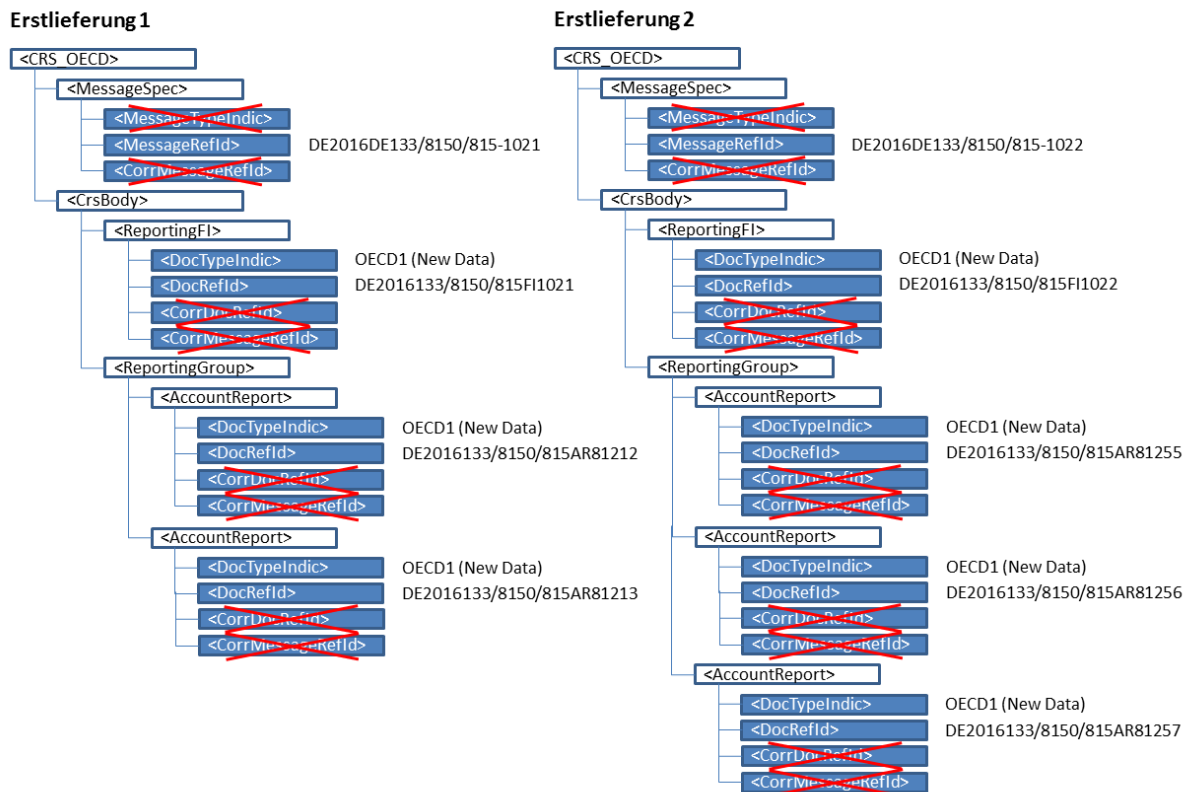 Erstlieferung 1
<CRS_OECD>
<MessageSpec>
<MessageTypeIndic>
<MessageRefId> DE2016DE133/8150/815-1021
<CorrMessageRefId>
<CrsBody>
<ReportingFI>
<DocTypeIndic> OECD1 (New Data)
<DocRefId> DE2016133/8150/815FI1021
<CorrDocRefId>
<CorrMessageRefId>
<ReportingGroup>
<AccountReport>
<DocTypeIndic> OECD1 (New Data)
<DocRefId> DE2016133/8150/815AR81212
<CorrDocRefId>
<CorrMessageRefId>
<AccountReport>
<DocTypeIndic> OECD1 (New Data)
<DocRefId> DE2016133/8150/815AR81213
<CorrDocRefId>
<CorrMessageRefId>
Erstlieferung 2
<CRS_OECD>
<MessageSpec>
<MessageTypeIndic>
<MessageRefId> DE2016DE133/8150/815-1022
<CorrMessageRefId>
<CrsBody>
<ReportingFI>
<DocTypeIndic> OECD1 (New Data)
<DocRefId> DE2016133/8150/815FI1022
<CorrDocRefId>
<CorrMessageRefId>
<ReportingGroup>
<AccountReport>
<DocTypeIndic> OECD1 (New Data)
<DocRefId> DE2016133/8150/815AR81255
<CorrDocRefId>
<CorrMessageRefId>
<AccountReport>
<DocTypeIndic> OECD1 (New Data)
<DocRefId> DE2016133/8150/815AR81256
<CorrDocRefId>
<CorrMessageRefId>
<AccountReport>
<DocTypeIndic> OECD1 (New Data)
<DocRefId> DE2016133/8150/815AR81257
<CorrDocRefId>
<CorrMessageRefId>